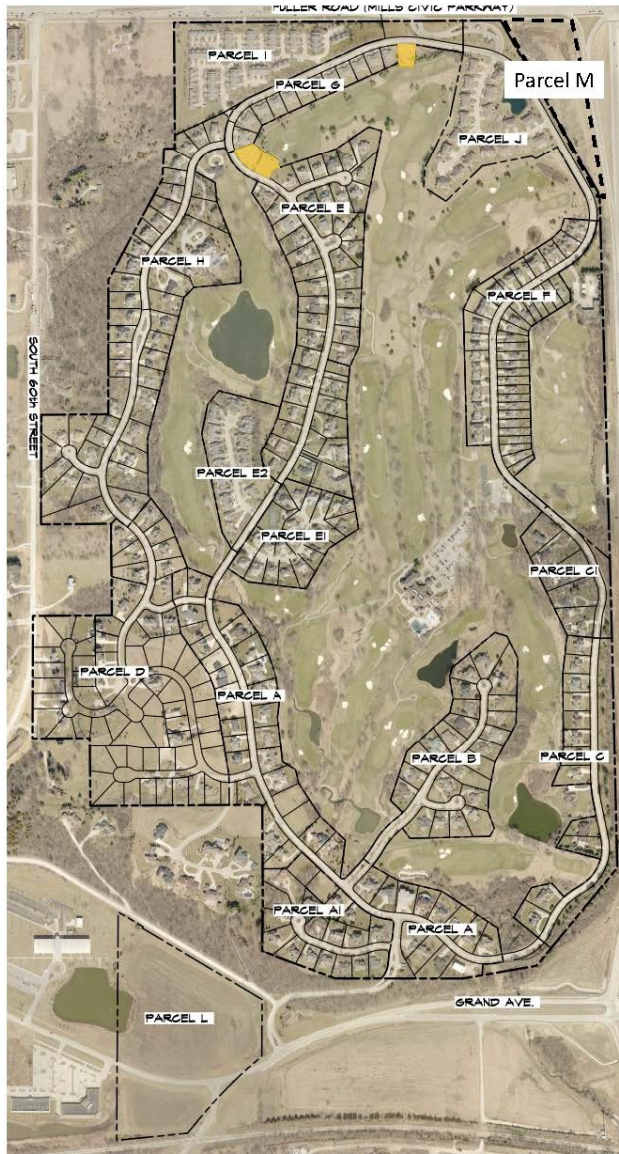 FULLER ROAD (MILLS CIVIC PARKWAY)
PARCEL I
Parcel M
PARCEL G
PARCEL J
PARCEL E
PARCEL H
PARCEL F
SOUTH 60th STREET
PARCEL E2
PARCEL E1
PARCEL C1
PARCEL D
PARCEL A
PARCEL B
PARCEL C
PARCEL A1
PARCEL A
GRAND AVE.
PARCEL L